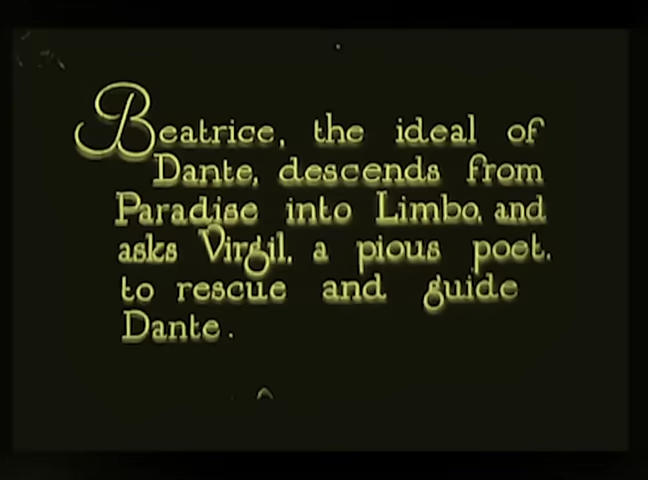 Beatrice, the ideal of
Dante, descends from
Paradise into Limbo, and
asks Virgil, a pious poet,
to rescue and guide
Dante.